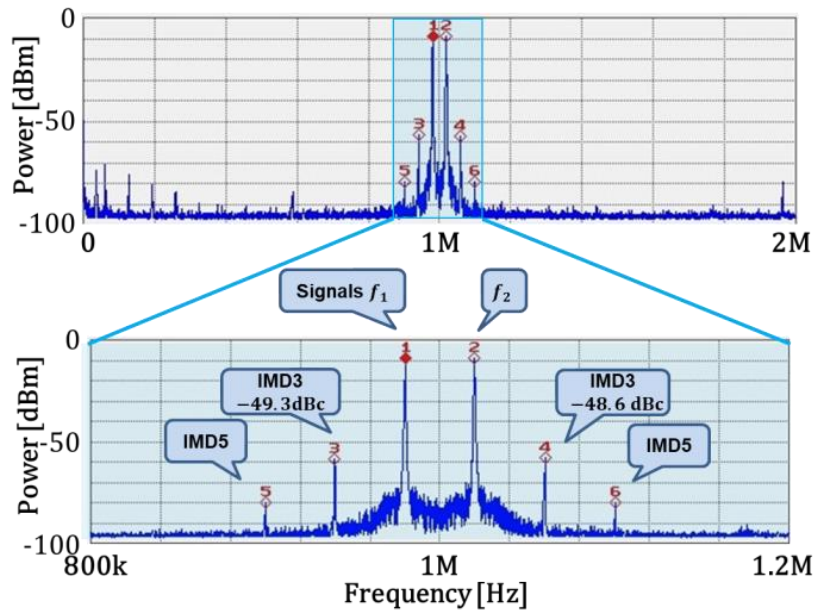 Power [dBm]
0
-50
-100
1 2
3 4
5 6
0 1M 2M
Signals f₁
f₂
Power [dBm]
0
-50
-100
1 2
IMD3
−49.3dBc
IMD3
−48.6 dBc
IMD5
IMD5
3 4
5 6
800k 1M 1.2M
Frequency [Hz]